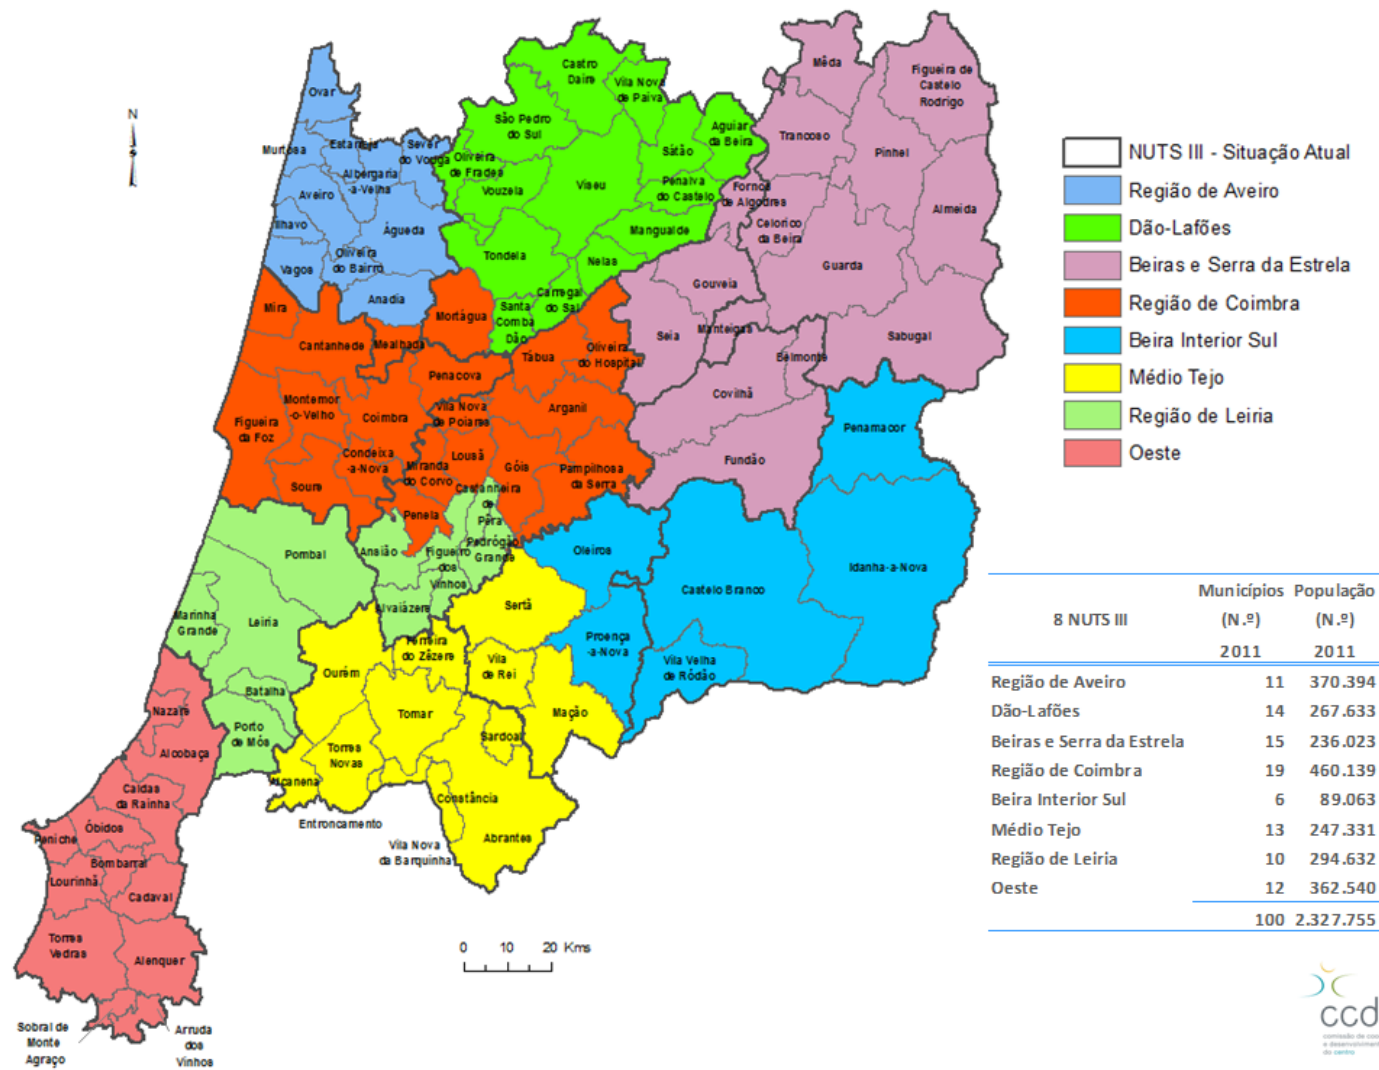 N
Ovar
Murtosa
Estarreja
Sever
do Vouga
Albergaria
-a-Velha
Aveiro
Ílhavo
Águeda
Oliveira
do Bairro
Vagos
Anadia
Castro
Daire
Vila Nova
de Paiva
São Pedro
do Sul
Aguiar
da Beira
Sátão
Oliveira
de Frades
Vouzela
Viseu
Penalva
do Castelo
Mangualde
Tondela
Nelas
Carregal
do Sal
Santa
Comba
Dão
Mêda
Figueira de
Castelo
Rodrigo
Trancoso
Pinhel
Fornos
de Algodres
Celorico
da Beira
Almeida
Guarda
Gouveia
Seia
Manteigas
Belmonte
Sabugal
Covilhã
Fundão
Mira
Cantanhede
Mealhada
Mortágua
Tábua
Oliveira
do Hospital
Penacova
Montemor
-o-Velho
Coimbra
Vila Nova
de Poiares
Arganil
Figueira
da Foz
Condeixa
-a-Nova
Miranda
do Corvo
Lousã
Góis
Pampilhosa
da Serra
Soure
Penela
Castanheira
de
Pêra
Pedrógão
Grande
Figueiró
dos
Vinhos
Ansião
Pombal
Alvaiázere
Marinha
Grande
Leiria
Batalha
Porto
de Mós
Penamacor
Idanha-a-Nova
Oleiros
Castelo Branco
Proença
-a-Nova
Vila Velha
de Ródão
Sertã
Ferreira
do Zêzere
Vila
de Rei
Ourém
Tomar
Mação
Sardoal
Torres
Novas
Alcanena
Constância
Entroncamento
Abrantes
Vila Nova
da Barquinha
Nazaré
Alcobaça
Caldas
da Rainha
Óbidos
Peniche
Bombarral
Lourinhã
Cadaval
Torres
Vedras
Alenquer
Sobral de
Monte
Agraço
Arruda
dos
Vinhos
0 10 20 Kms
NUTS III - Situação Atual
Região de Aveiro
Dão-Lafões
Beiras e Serra da Estrela
Região de Coimbra
Beira Interior Sul
Médio Tejo
Região de Leiria
Oeste
Municípios População
8 NUTS III (N.º) (N.º)
2011 2011
Região de Aveiro 11 370.394
Dão-Lafões 14 267.633
Beiras e Serra da Estrela 15 236.023
Região de Coimbra 19 460.139
Beira Interior Sul 6 89.063
Médio Tejo 13 247.331
Região de Leiria 10 294.632
Oeste 12 362.540
100 2.327.755
ccd
comissão de coo
e desenvolvimen
do centro